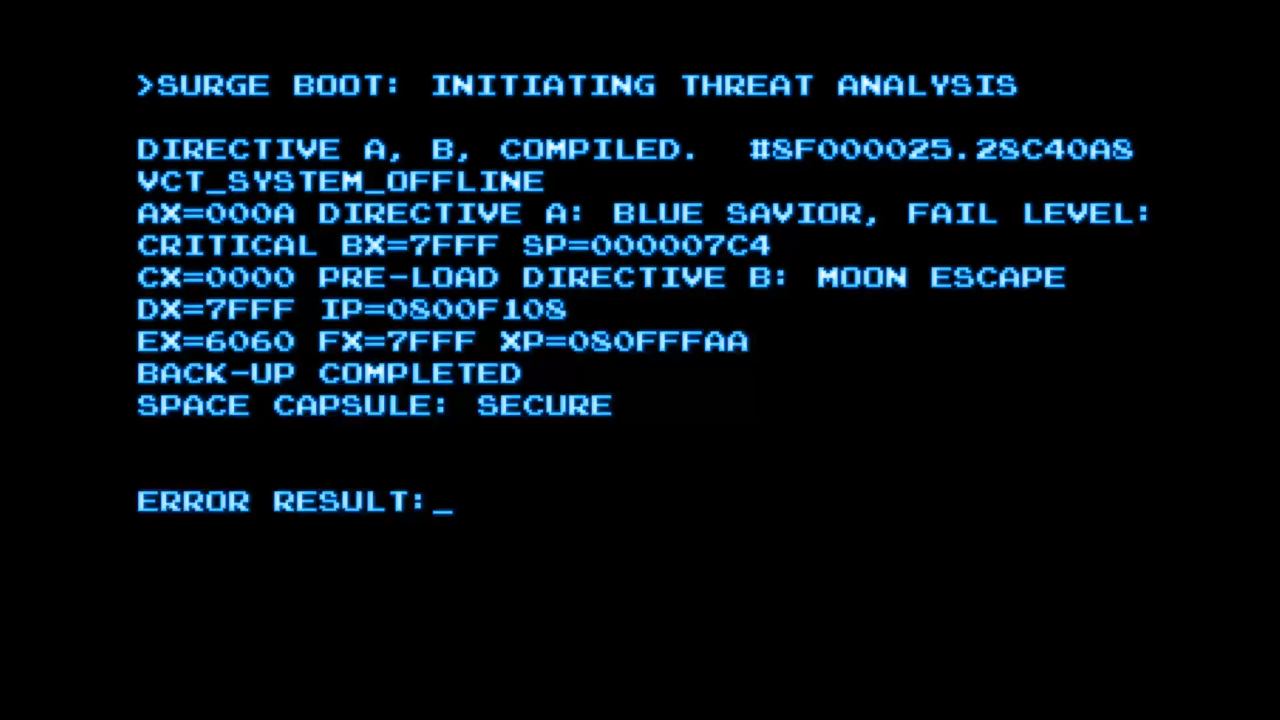 >SURGE BOOT: INITIATING THREAT ANALYSIS
DIRECTIVE A, B, COMPILED. #8F000025.28C40A8
VCT_SYSTEM_OFFLINE
AX=000A DIRECTIVE A: BLUE SAVIOR, FAIL LEVEL:
CRITICAL BX=7FFF SP=000007C4
CX=0000 PRE-LOAD DIRECTIVE B: MOON ESCAPE
DX=7FFF IP=0800F108
EX=6060 FX=7FFF XP=080FFFAA
BACK-UP COMPLETED
SPACE CAPSULE: SECURE
ERROR RESULT:_